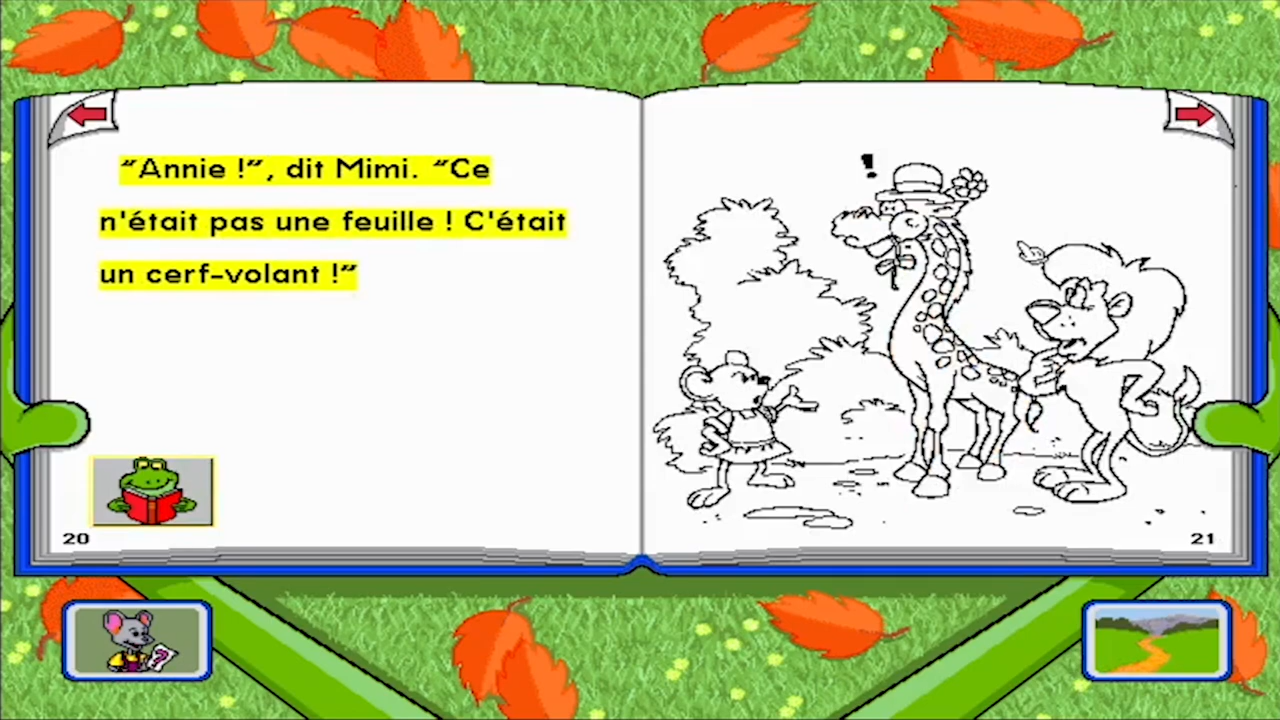 “Annie !”, dit Mimi. “Ce
n'était pas une feuille ! C'était
un cerf-volant !”
!
20
21